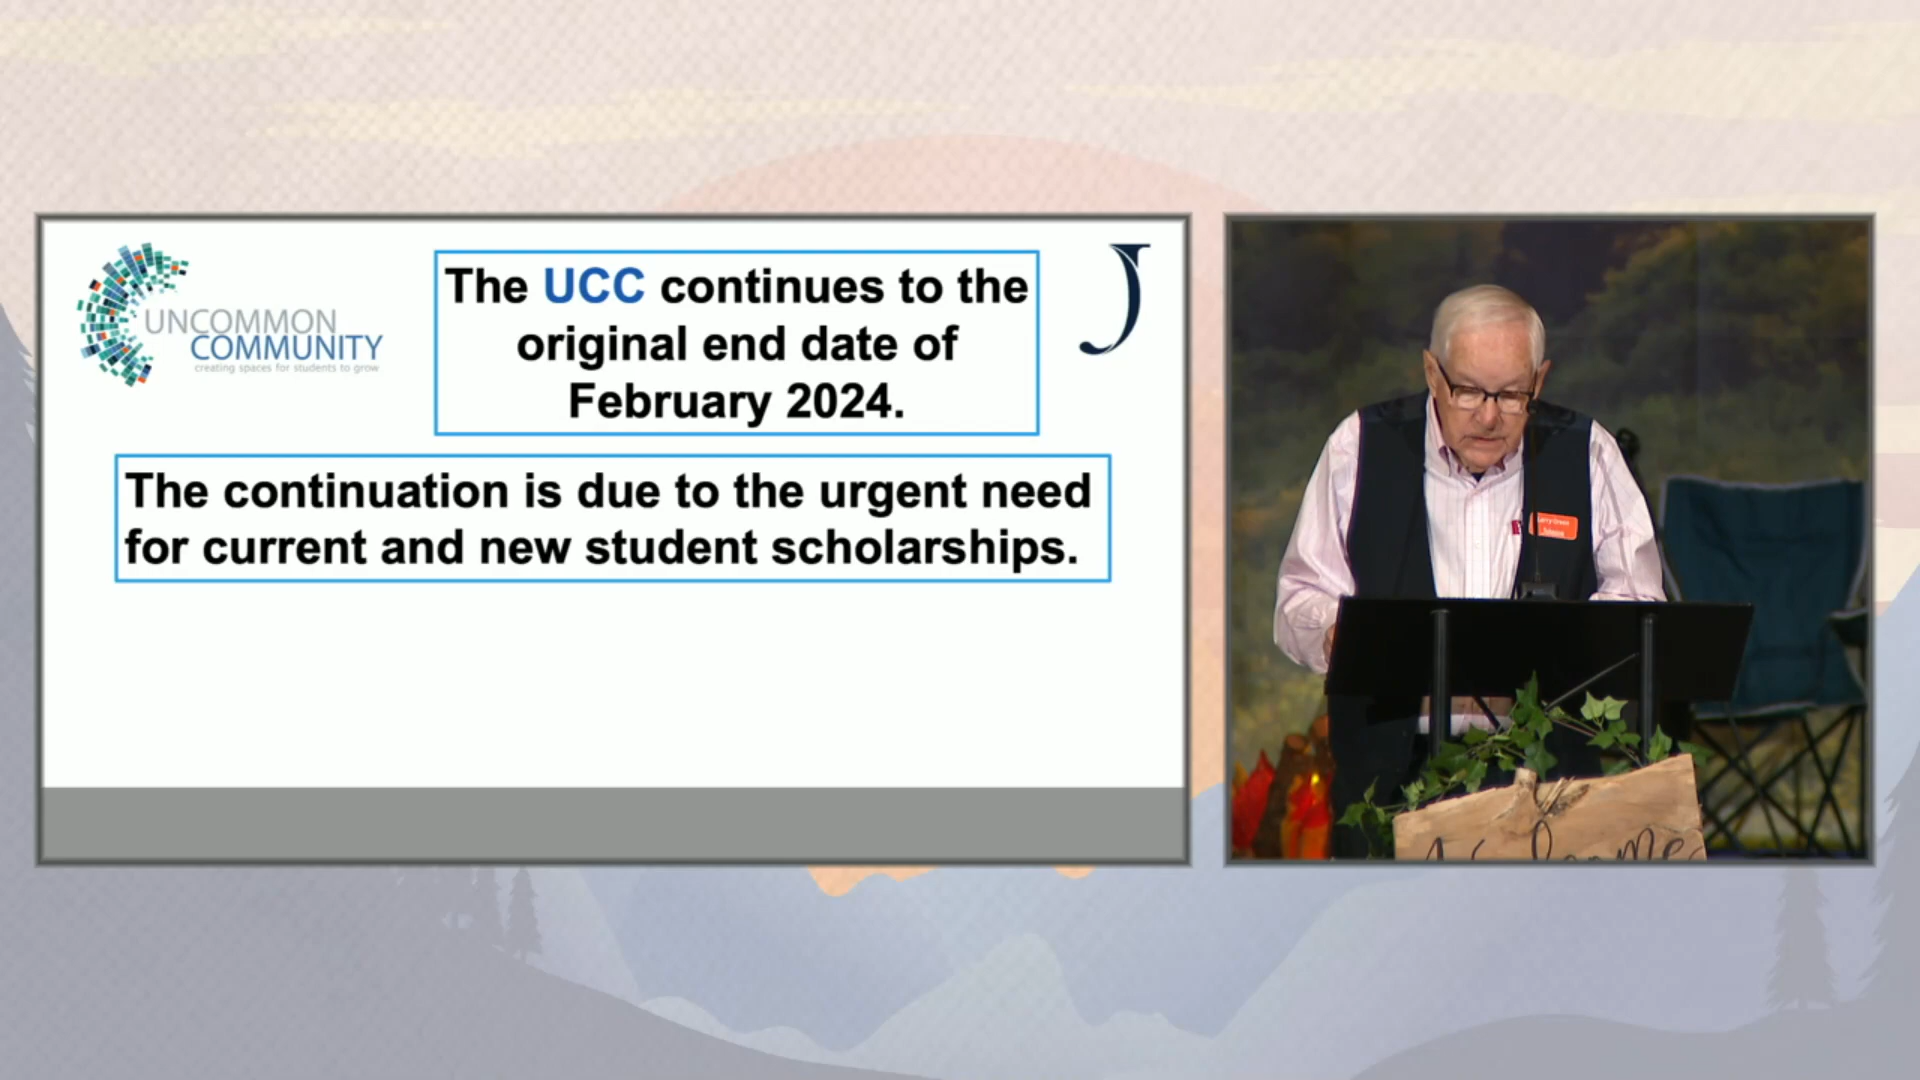 UNCOMMON
COMMUNITY
creating spaces for students to grow
The UCC continues to the
original end date of
February 2024.
J
The continuation is due to the urgent need
for current and new student scholarships.
Welcome